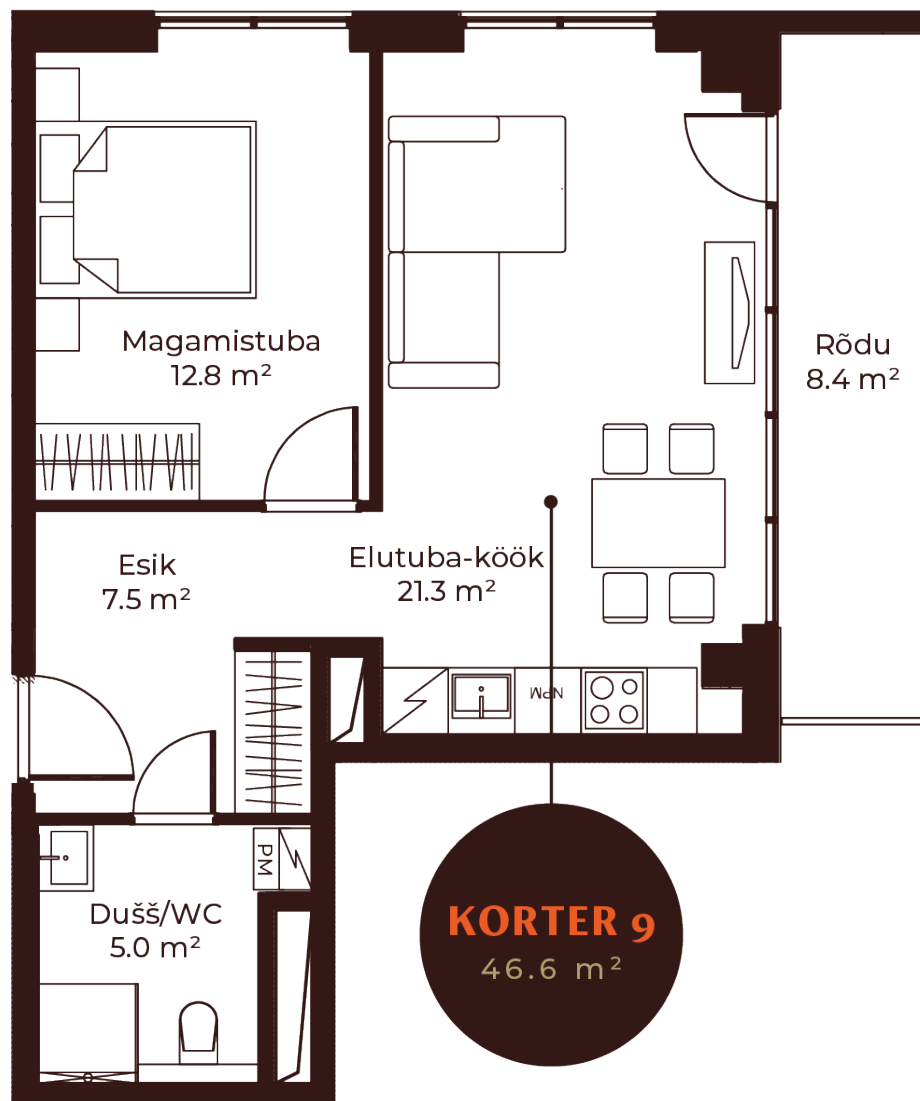 Magamistuba
12.8 m²
Rõdu
8.4 m²
Esik
7.5 m²
Elutuba-köök
21.3 m²
NPM
PM
Dušš/WC
5.0 m²
KORTER 9
46.6 m²